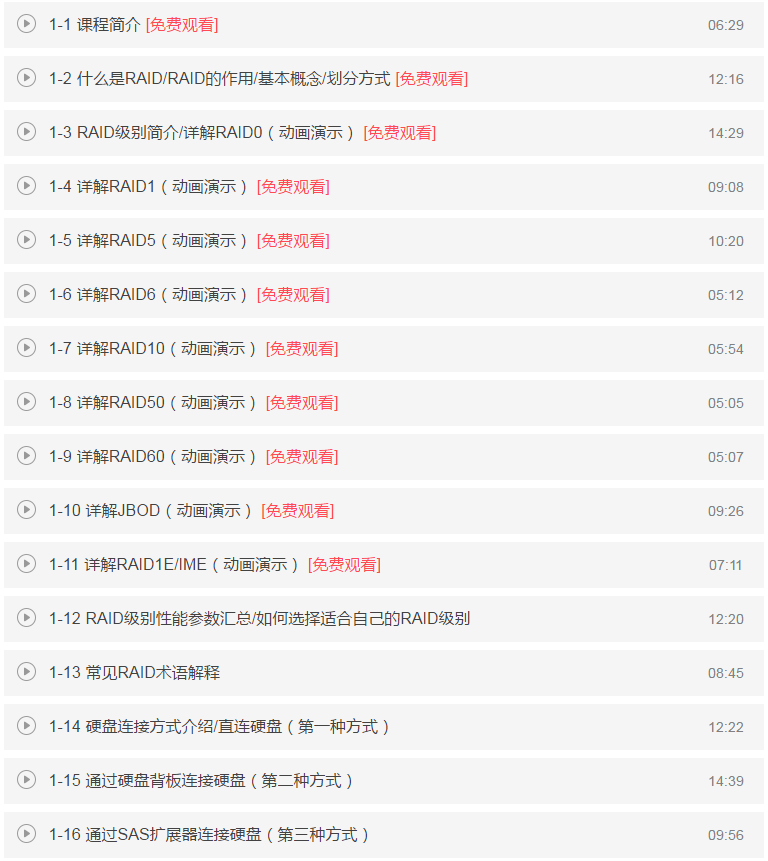 1-1 课程简介 [免费观看] 06:29
1-2 什么是RAID/RAID的作用/基本概念/划分方式 [免费观看] 12:16
1-3 RAID级别简介/详解RAID0（动画演示） [免费观看] 14:29
1-4 详解RAID1（动画演示） [免费观看] 09:08
1-5 详解RAID5（动画演示） [免费观看] 10:20
1-6 详解RAID6（动画演示） [免费观看] 05:12
1-7 详解RAID10（动画演示） [免费观看] 05:54
1-8 详解RAID50（动画演示） [免费观看] 05:05
1-9 详解RAID60（动画演示） [免费观看] 05:07
1-10 详解JBOD（动画演示） [免费观看] 09:26
1-11 详解RAID1E/IME（动画演示） [免费观看] 07:11
1-12 RAID级别性能参数汇总/如何选择适合自己的RAID级别 12:20
1-13 常见RAID术语解释 08:45
1-14 硬盘连接方式介绍/直连硬盘（第一种方式） 12:22
1-15 通过硬盘背板连接硬盘（第二种方式） 14:39
1-16 通过SAS扩展器连接硬盘（第三种方式） 09:56